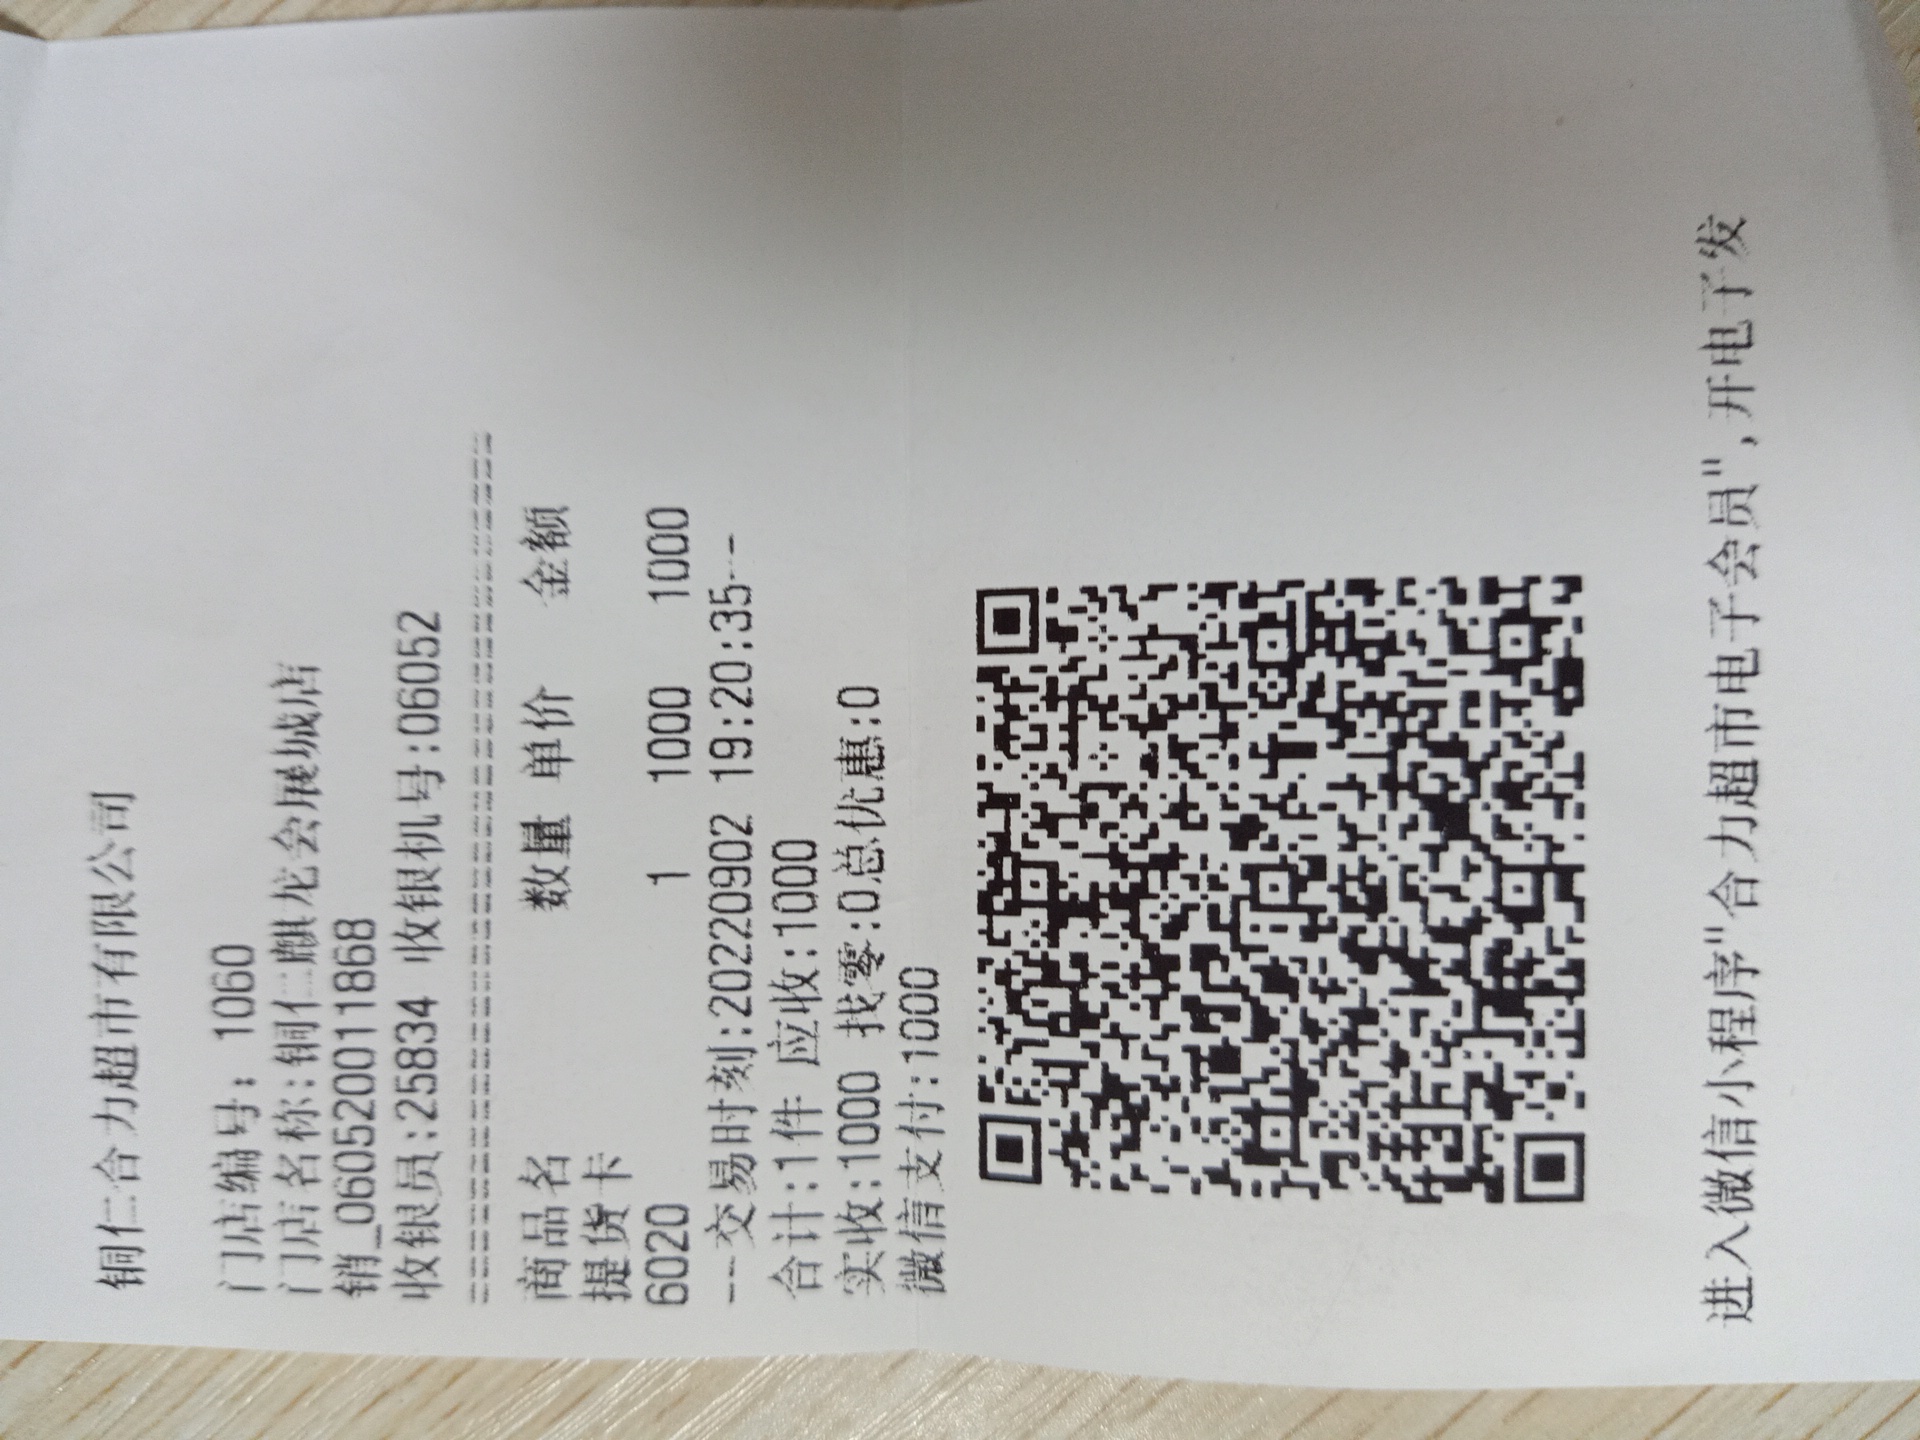 铜仁合力超市有限公司
门店编号: 1060
门店名称:铜仁麒龙会展城店
销_060520011868
收银员:25834 收银机号:06052
==========================================
商品名 数量 单价 金额
提货卡
6020 1 1000 1000
---交易时刻:20220902 19:20:35---
合计:1件 应收:1000
实收:1000 找零:0总优惠:0
微信支付:1000
进入微信小程序"合力超市电子会员",开电子发